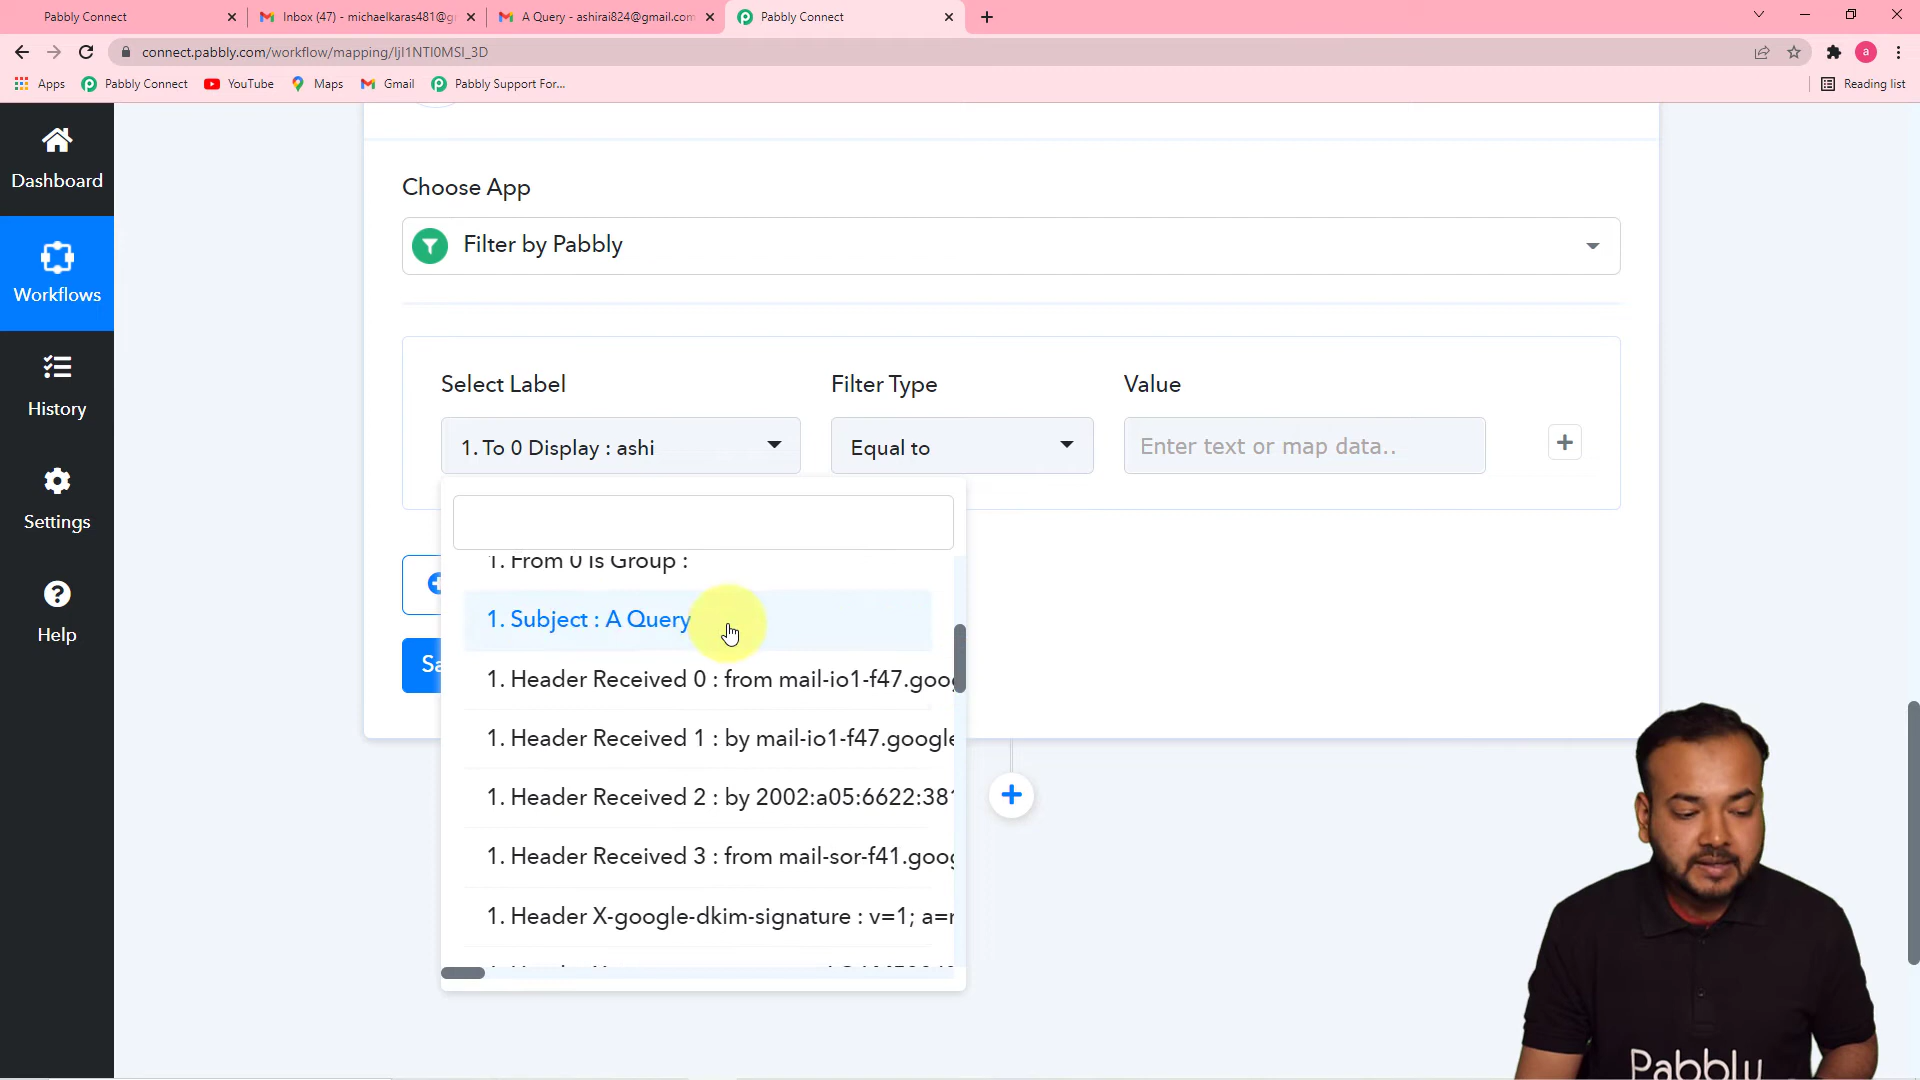 Pabbly Connect
Inbox (47) - michaelkaras481@g
A Query - ashirai824@gmail.com
Pabbly Connect
connect.pabbly.com/workflow/mapping/IjI1NTI0MSI_3D
a
Apps
Pabbly Connect
YouTube
Maps
Gmail
Pabbly Support For...
Reading list
Dashboard
Workflows
History
Settings
Help
Choose App
Filter by Pabbly
Select Label
Filter Type
Value
1. To 0 Display : ashi
Equal to
Enter text or map data..
1. From 0 Is Group :
1. Subject : A Query
1. Header Received 0 : from mail-io1-f47.goog
1. Header Received 1 : by mail-io1-f47.google
1. Header Received 2 : by 2002:a05:6622:381
1. Header Received 3 : from mail-sor-f41.goog
1. Header X-google-dkim-signature : v=1; a=r
Sa
Pabbly